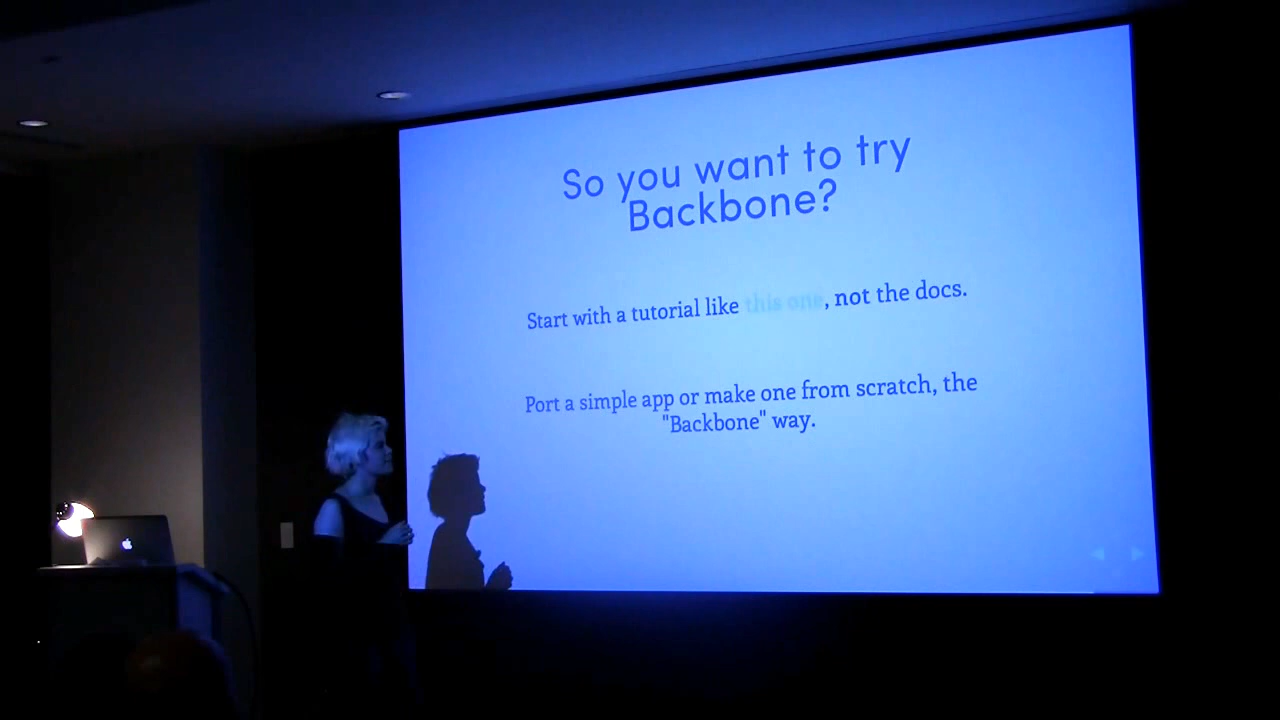 So you want to try
Backbone?
Start with a tutorial like this one, not the docs.
Port a simple app or make one from scratch, the
"Backbone" way.